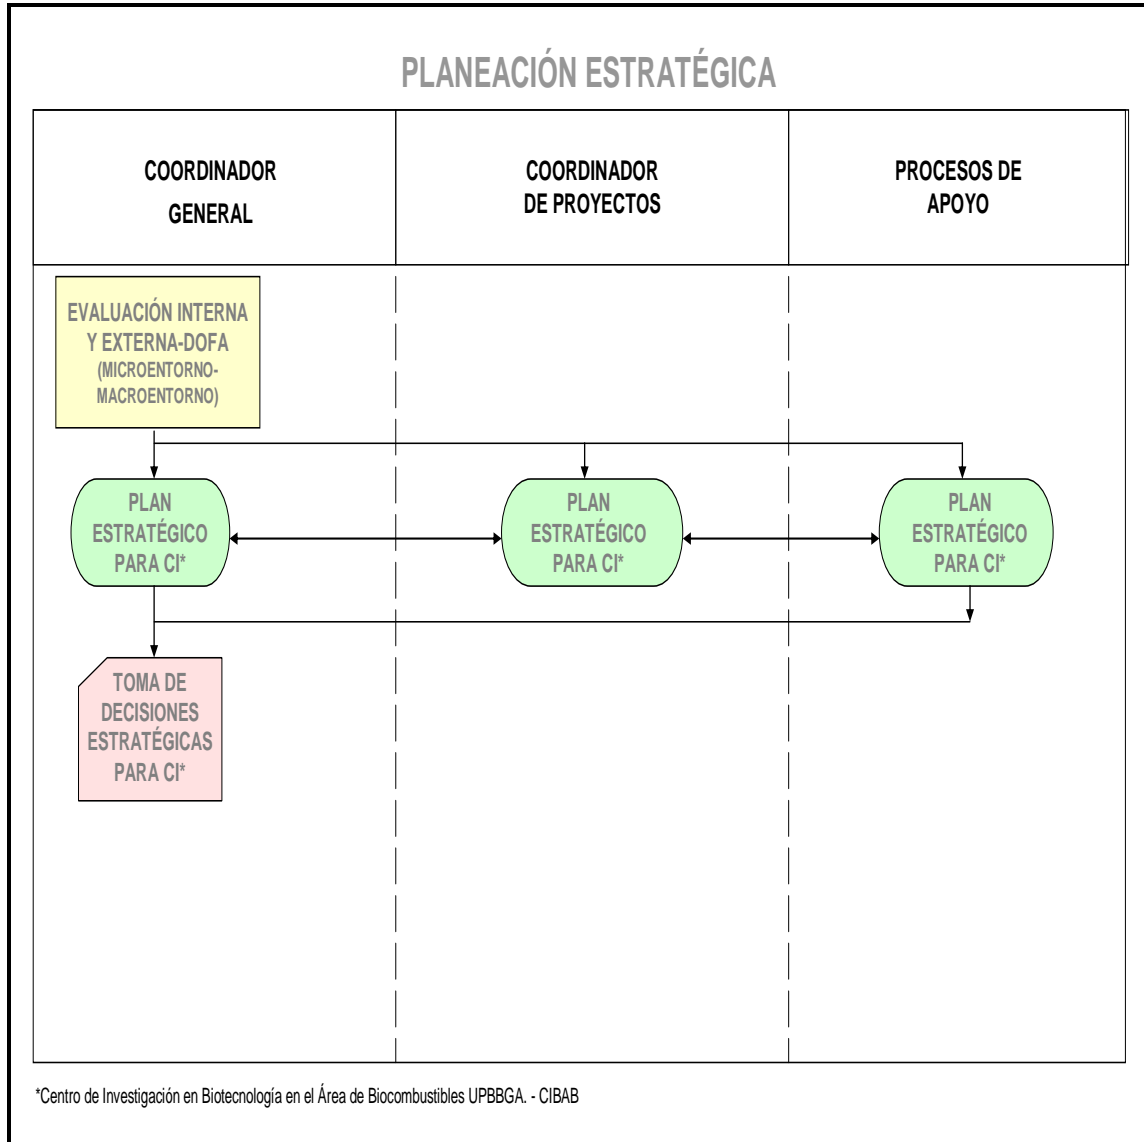 PLANEACIÓN ESTRATÉGICA
COORDINADOR
GENERAL
COORDINADOR
DE PROYECTOS
PROCESOS DE
APOYO
EVALUACIÓN INTERNA
Y EXTERNA-DOFA
(MICROENTORNO-
MACROENTORNO)
PLAN
ESTRATÉGICO
PARA CI*
PLAN
ESTRATÉGICO
PARA CI*
PLAN
ESTRATÉGICO
PARA CI*
TOMA DE
DECISIONES
ESTRATÉGICAS
PARA CI*
*Centro de Investigación en Biotecnología en el Área de Biocombustibles UPBBGA. - CIBAB